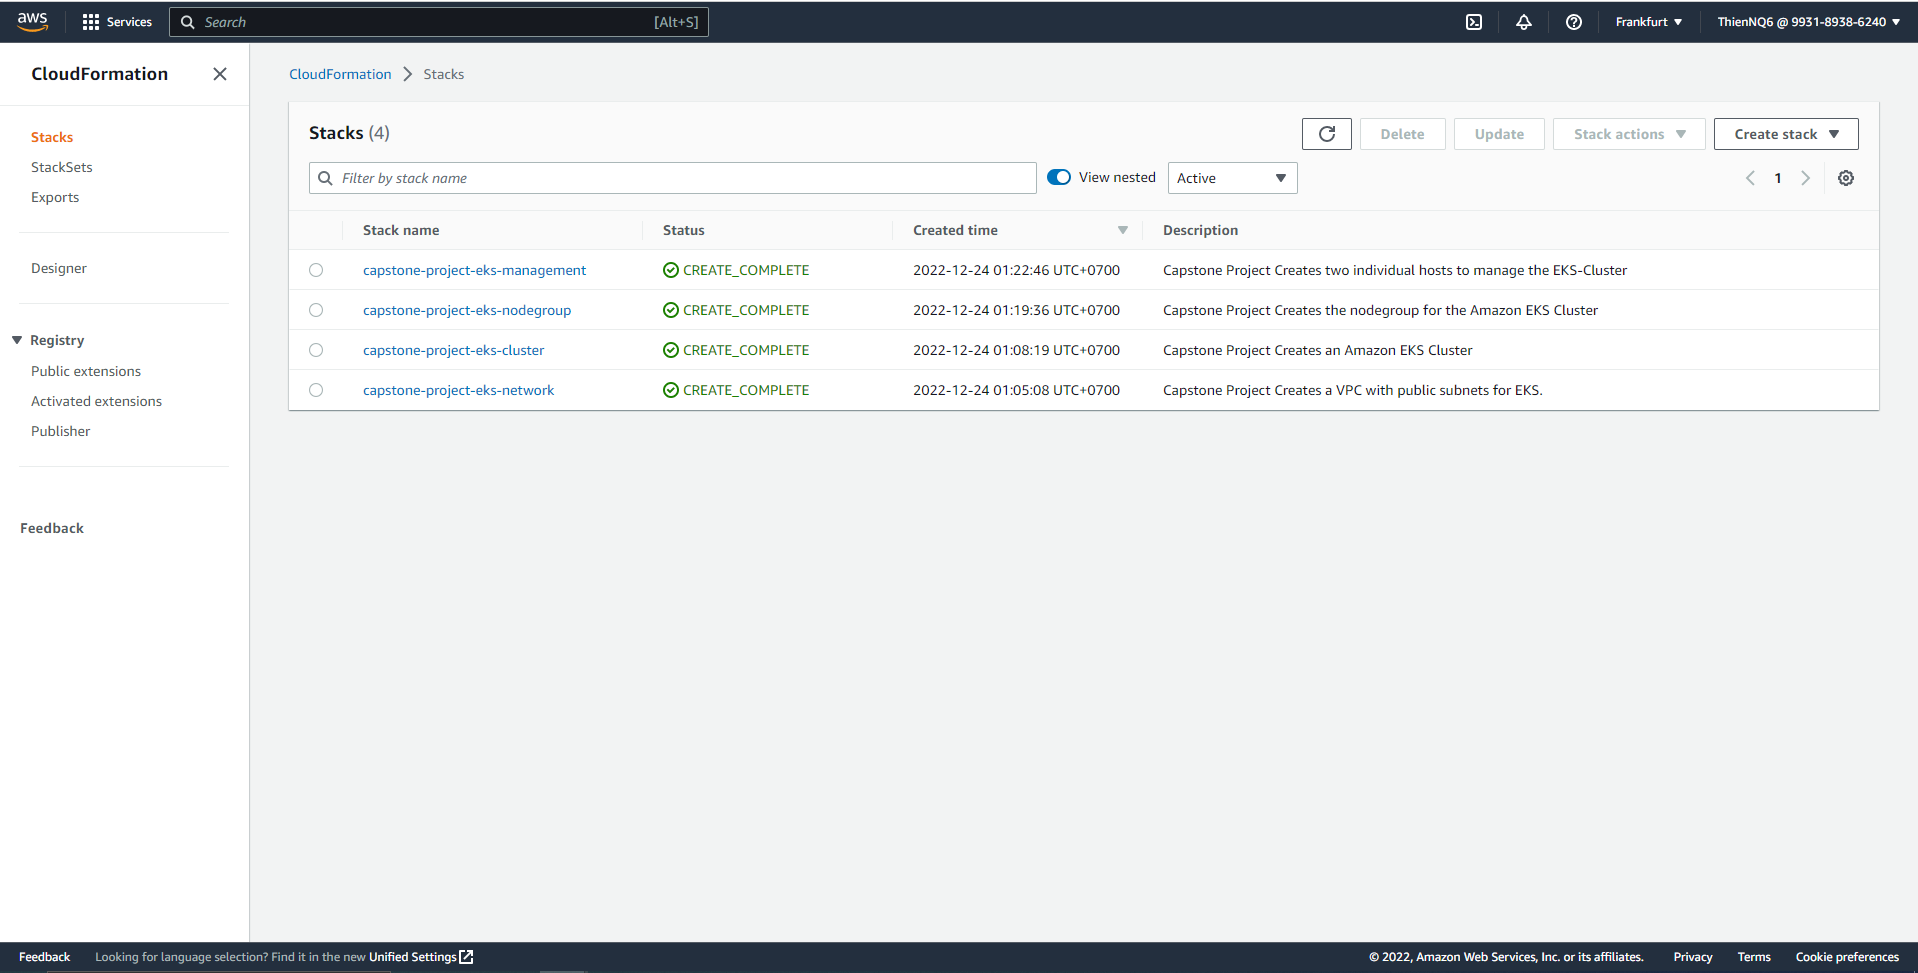 aws Services Search [Alt+S] Frankfurt ThienNQ6 @ 9931-8938-6240
CloudFormation
Stacks
StackSets
Exports
Designer
Registry
Public extensions
Activated extensions
Publisher
Feedback
CloudFormation Stacks
Stacks (4)
Delete Update Stack actions Create stack
Filter by stack name View nested Active 1
Stack name Status Created time Description
capstone-project-eks-management CREATE_COMPLETE 2022-12-24 01:22:46 UTC+0700 Capstone Project Creates two individual hosts to manage the EKS-Cluster
capstone-project-eks-nodegroup CREATE_COMPLETE 2022-12-24 01:19:36 UTC+0700 Capstone Project Creates the nodegroup for the Amazon EKS Cluster
capstone-project-eks-cluster CREATE_COMPLETE 2022-12-24 01:08:19 UTC+0700 Capstone Project Creates an Amazon EKS Cluster
capstone-project-eks-network CREATE_COMPLETE 2022-12-24 01:05:08 UTC+0700 Capstone Project Creates a VPC with public subnets for EKS.
Feedback Looking for language selection? Find it in the new Unified Settings © 2022, Amazon Web Services, Inc. or its affiliates. Privacy Terms Cookie preferences